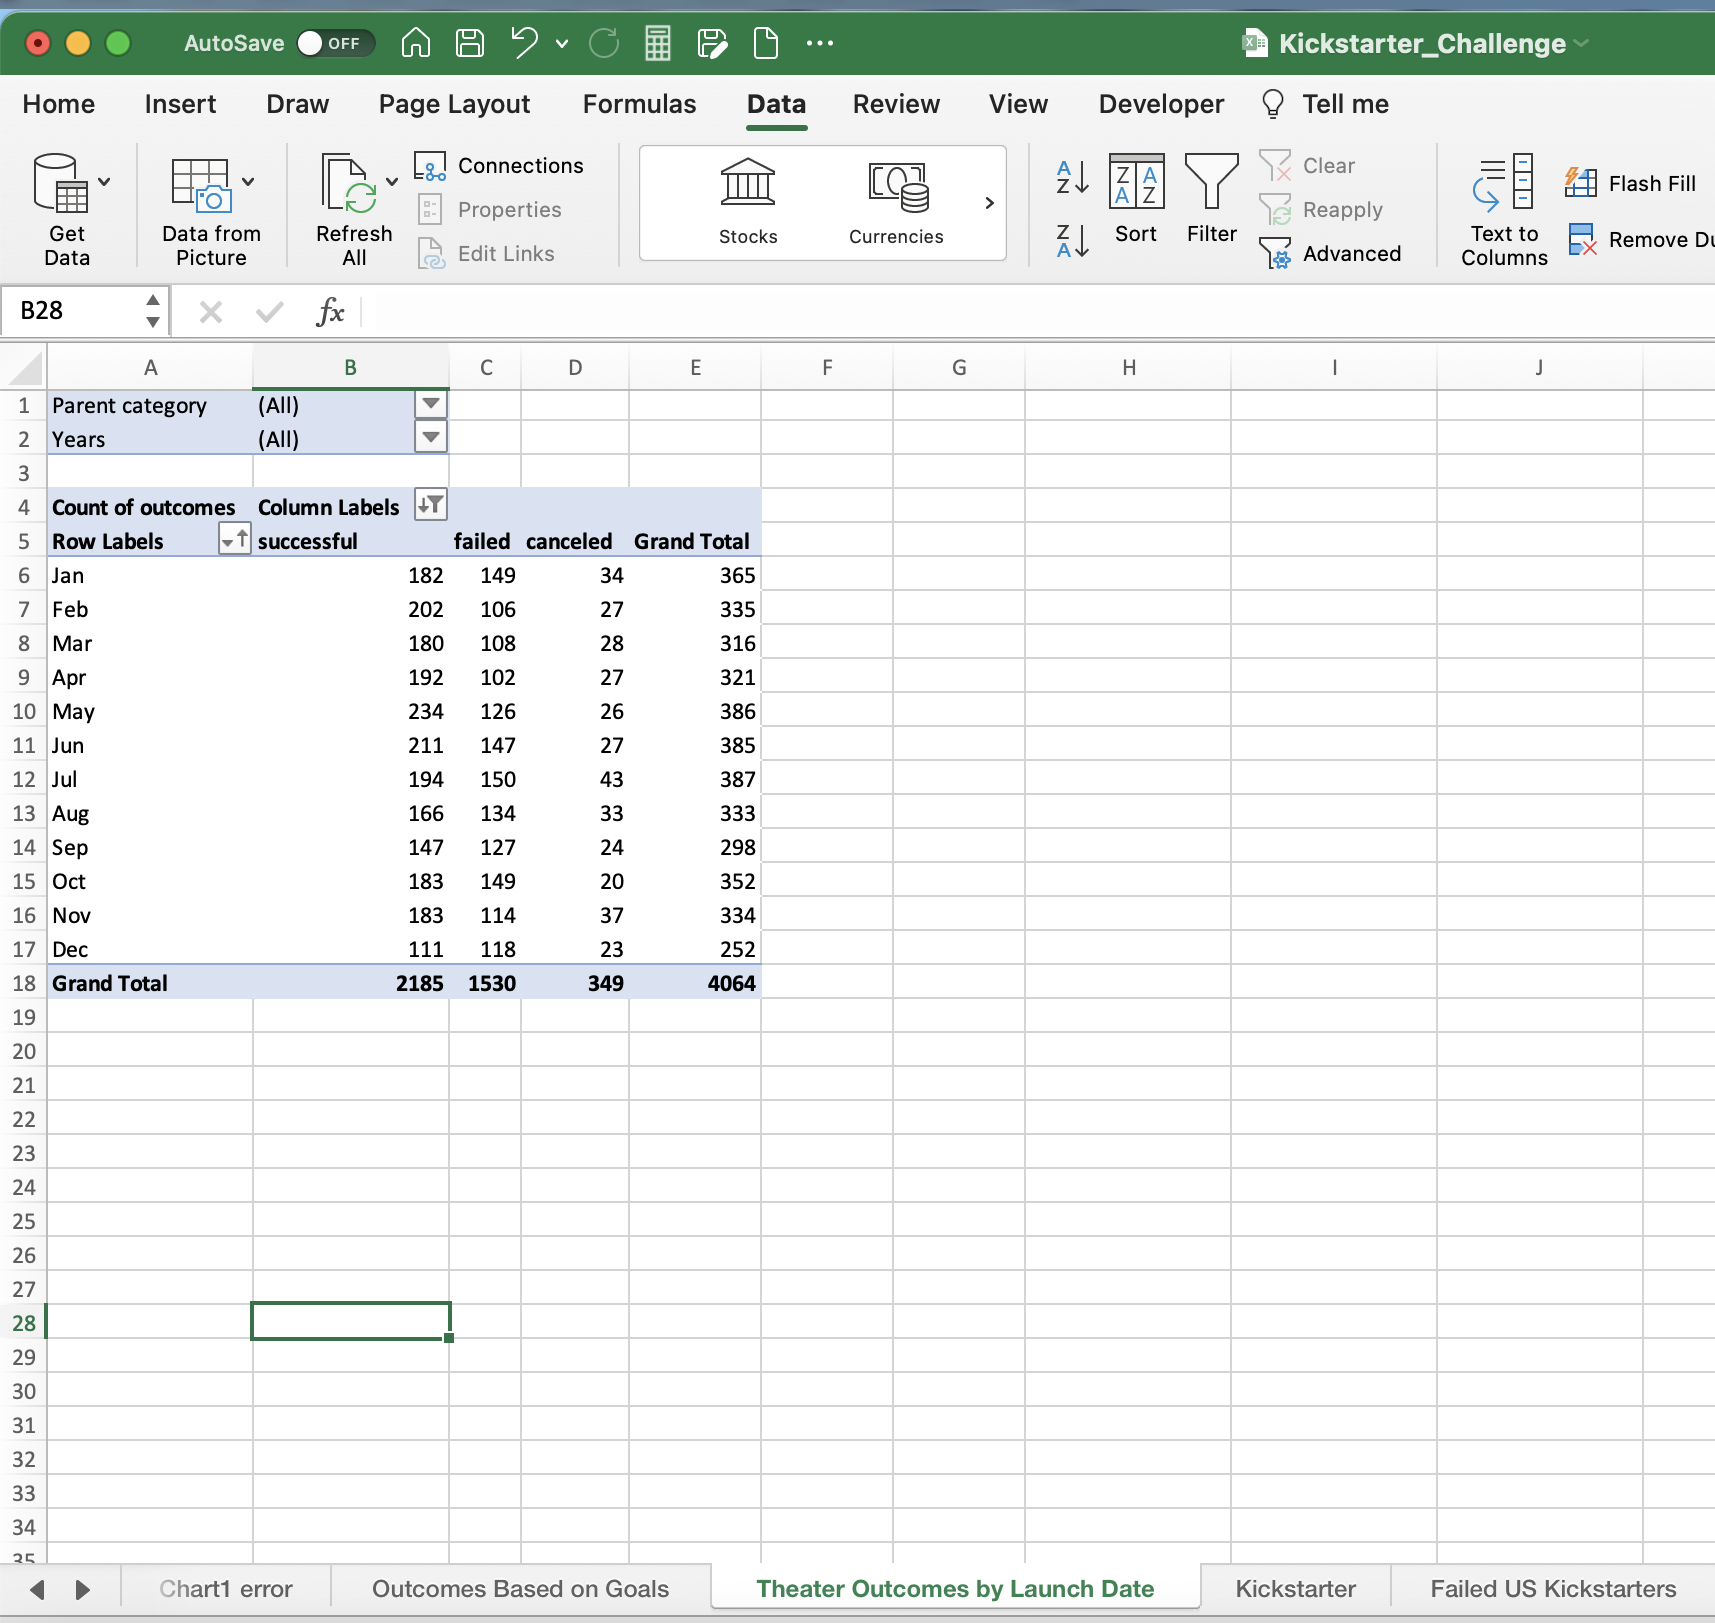 AutoSave OFF Kickstarter_Challenge
Home Insert Draw Page Layout Formulas Data Review View Developer Tell me
Get Data
Data from Picture
Refresh All
Connections
Properties
Edit Links
Stocks
Currencies
A Z
Z A
Z A A Z
Sort
Filter
Clear
Reapply
Advanced
Text to Columns
Flash Fill
Remove Du
B28 fx
A B C D E F G H I J
1 Parent category (All)
2 Years (All)
3
4 Count of outcomes Column Labels
5 Row Labels successful failed canceled Grand Total
6 Jan 182 149 34 365
7 Feb 202 106 27 335
8 Mar 180 108 28 316
9 Apr 192 102 27 321
10 May 234 126 26 386
11 Jun 211 147 27 385
12 Jul 194 150 43 387
13 Aug 166 134 33 333
14 Sep 147 127 24 298
15 Oct 183 149 20 352
16 Nov 183 114 37 334
17 Dec 111 118 23 252
18 Grand Total 2185 1530 349 4064
19
20
21
22
23
24
25
26
27
28
29
30
31
32
33
34
35
Chart1 error Outcomes Based on Goals Theater Outcomes by Launch Date Kickstarter Failed US Kickstarters